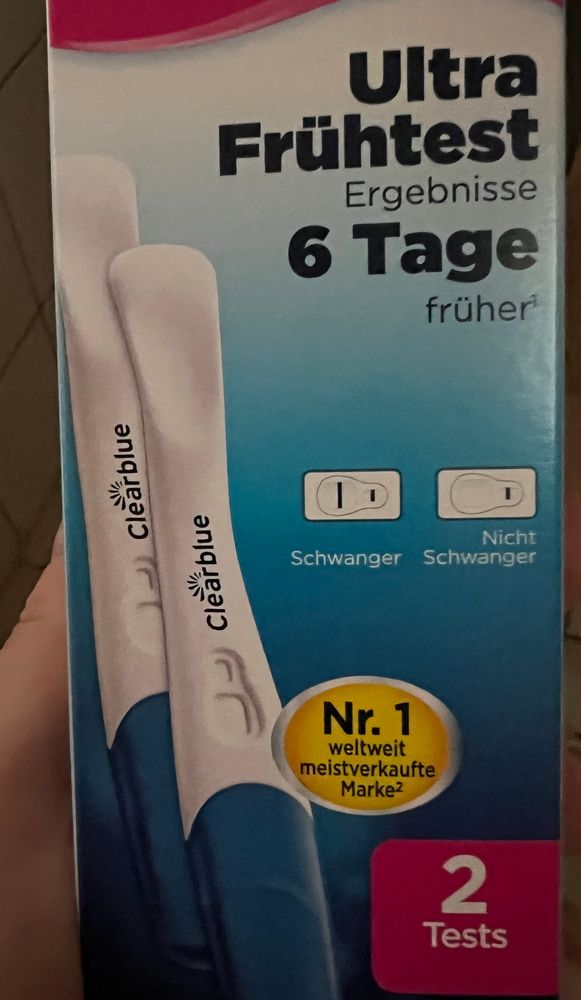 Ultra
Frühtest
Ergebnisse
6 Tage
früher¹
Clearblue
Clearblue
Schwanger
Nicht
Schwanger
Nr. 1
weltweit
meistverkaufte
Marke²
2
Tests